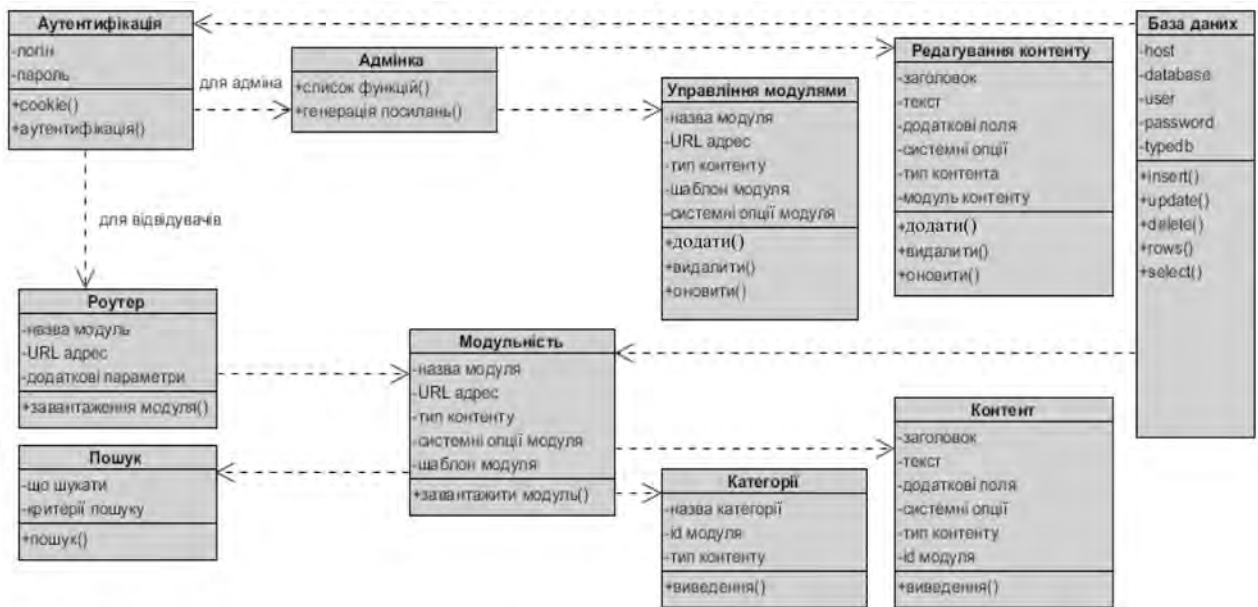 Аутентифікація
-логін
-пароль
+cookie()
+аутентифікація()
для адміна
Адмінка
+список функцій()
+генерація посилань()
Управління модулями
-назва модуля
-URL адрес
-тип контенту
-шаблон модуля
-системні опції модуля
+додати()
+видалити()
+оновити()
Редагування контенту
-заголовок
-текст
-додаткові поля
-системні опції
-тип контента
-модуль контенту
+додати()
+видалити()
+оновити()
База даних
-host
-database
-user
-password
-typedb
+insert()
+update()
+delete()
+rows()
+select()
для відвідувачів
Роутер
-назва модуль
-URL адрес
-додаткові параметри
+завантаження модуля()
Пошук
-що шукати
-критерії пошуку
+пошук()
Модульність
-назва модуля
-URL адрес
-тип контенту
-системні опції модуля
-шаблон модуля
+завантажити модуль()
Категорії
-назва категорії
-id модуля
-тип контенту
+виведення()
Контент
-заголовок
-текст
-додаткові поля
-системні опції
-тип контенту
-id модуля
+виведення()